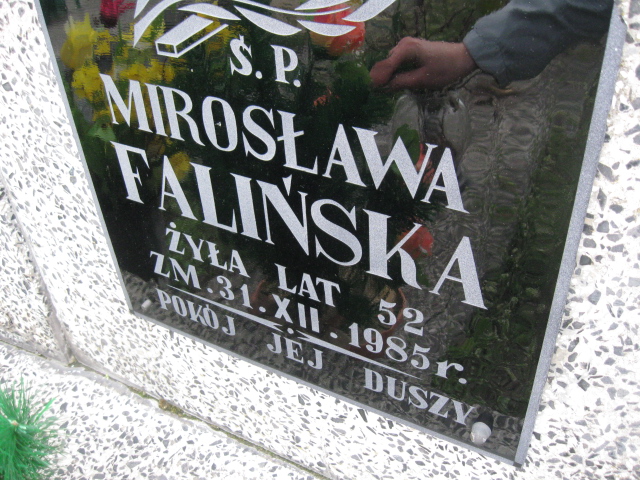 Ś.P.
MIROSŁAWA
FALIŃSKA
ŻYŁA LAT 52
ZM. 31. XII. 1985 r.
POKÓJ JEJ DUSZY